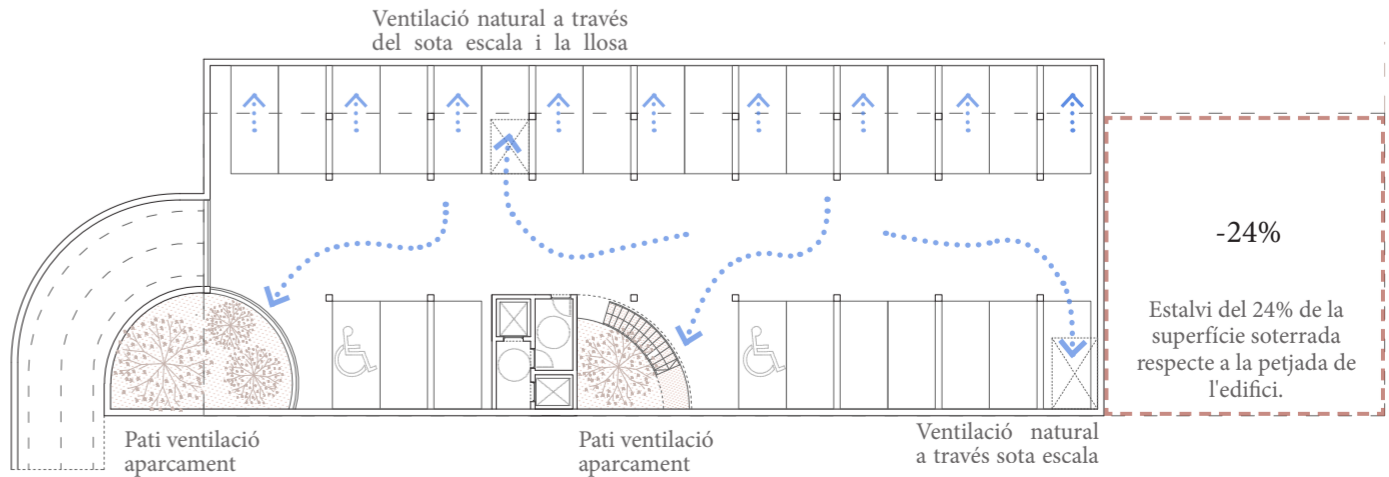 Ventilació natural a través
del sota escala i la llosa
-24%
Estalvi del 24% de la
superfície soterrada
respecte a la petjada de
l'edifici.
Pati ventilació
aparcament
Pati ventilació
aparcament
Ventilació natural
a través sota escala